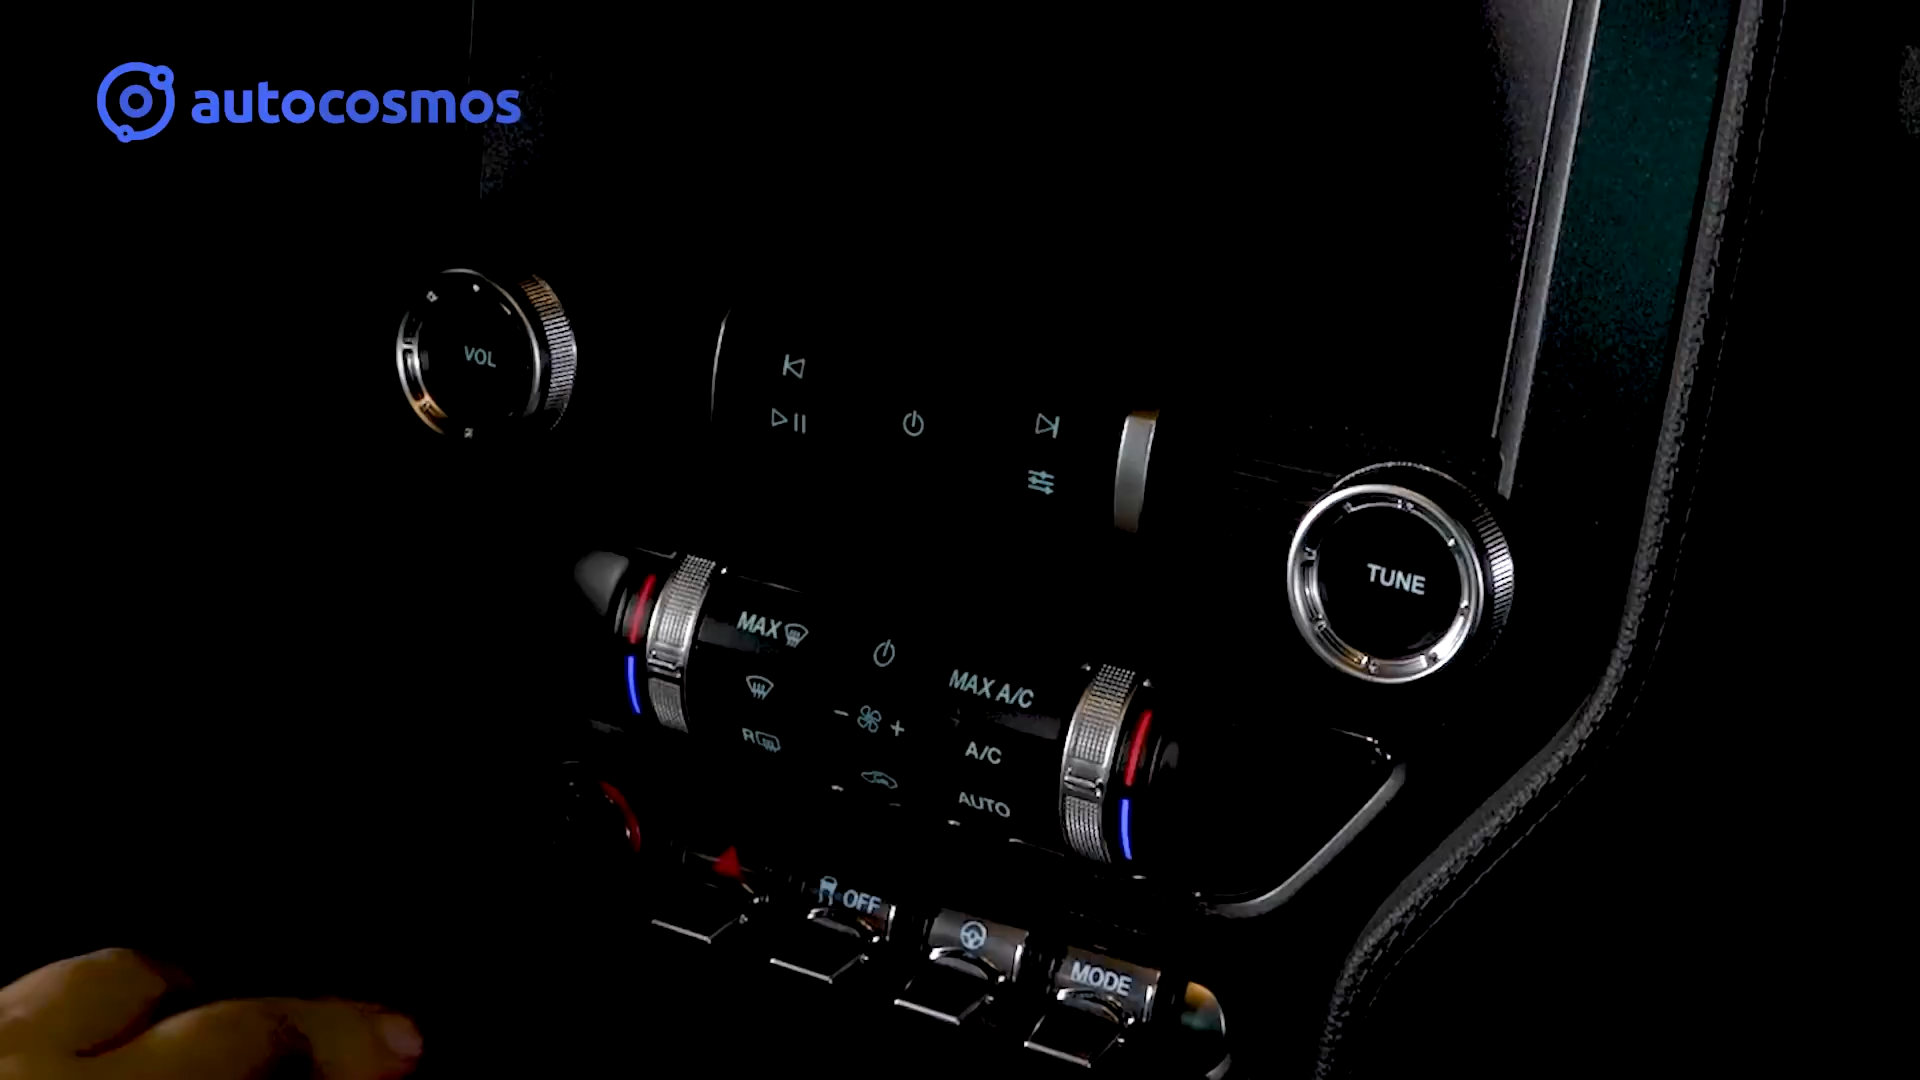 autocosmos
VOL
TUNE
MAX
MAX A/C
R
- +
A/C
AUTO
OFF
MODE